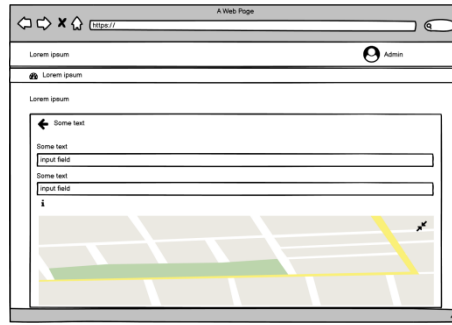 A Web Page
https://
Lorem ipsum
Admin
Lorem ipsum
Lorem ipsum
Some text
Some text
input field
Some text
input field
i